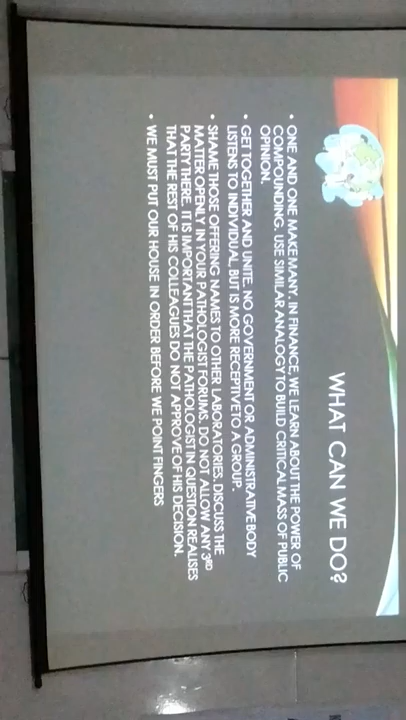 WHAT CAN WE DO?
• ONE AND ONE MAKE MANY. IN FINANCE, WE LEARN ABOUT THE POWER OF
COMPOUNDING. USE SIMILAR ANALOGY TO BUILD CRITICAL MASS OF PUBLIC
OPINION.
• GET TOGETHER AND UNITE. NO GOVERNMENT OR ADMINISTRATIVE BODY
LISTENS TO INDIVIDUAL, BUT IS MORE RECEPTIVE TO A GROUP.
• SHAME THOSE OFFERING NAMES TO OTHER LABORATORIES. DISCUSS THE
MATTER OPENLY IN YOUR PATHOLOGIST FORUMS. DO NOT ALLOW ANY 3RD
PARTY THERE. IT IS IMPORTANT THAT THE PATHOLOGIST IN QUESTION REALISES
THAT THE REST OF HIS COLLEAGUES DO NOT APPROVE OF HIS DECISION.
• WE MUST PUT OUR HOUSE IN ORDER BEFORE WE POINT FINGERS